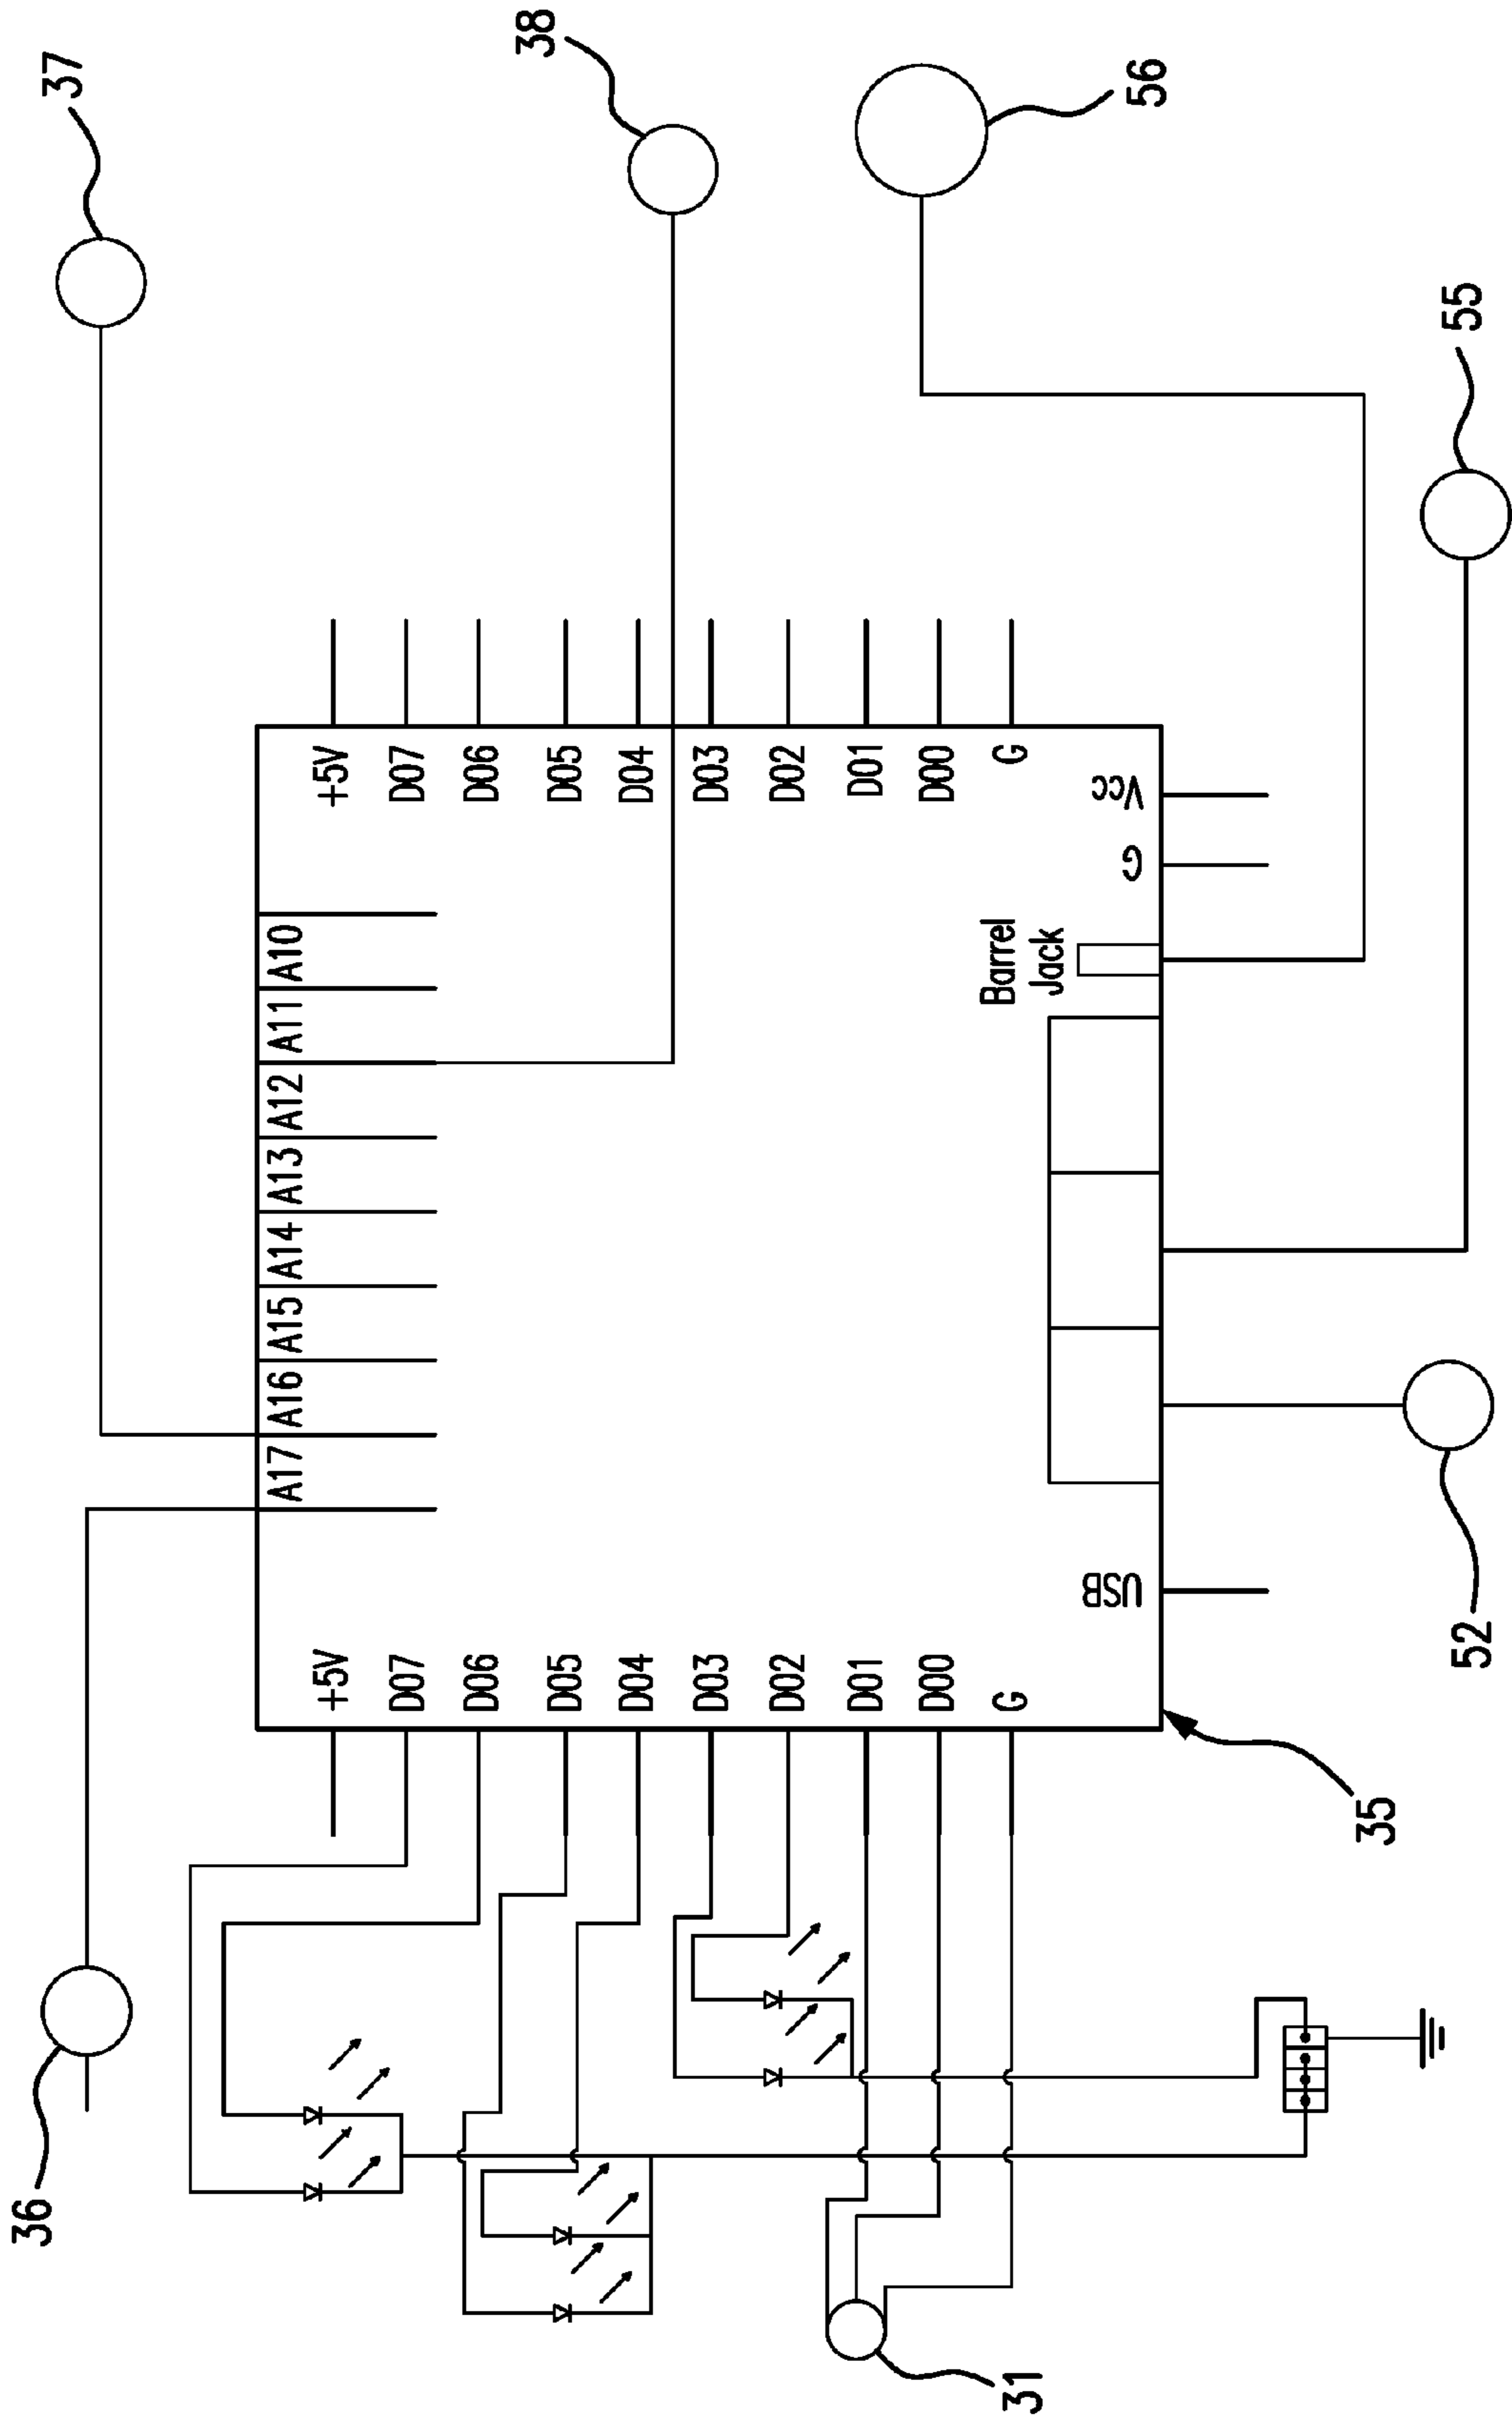 36
37
A17 A16 A15 A14 A13 A12 A11 A10
+5V +5V
D07 D07
D06 D06
38
D05 D05
D04 D04
D03 D03
D02 D02
D01 D01
D00 D00
G G
Barrel
Jack
31
USB
G
Vcc
56
35
55
52